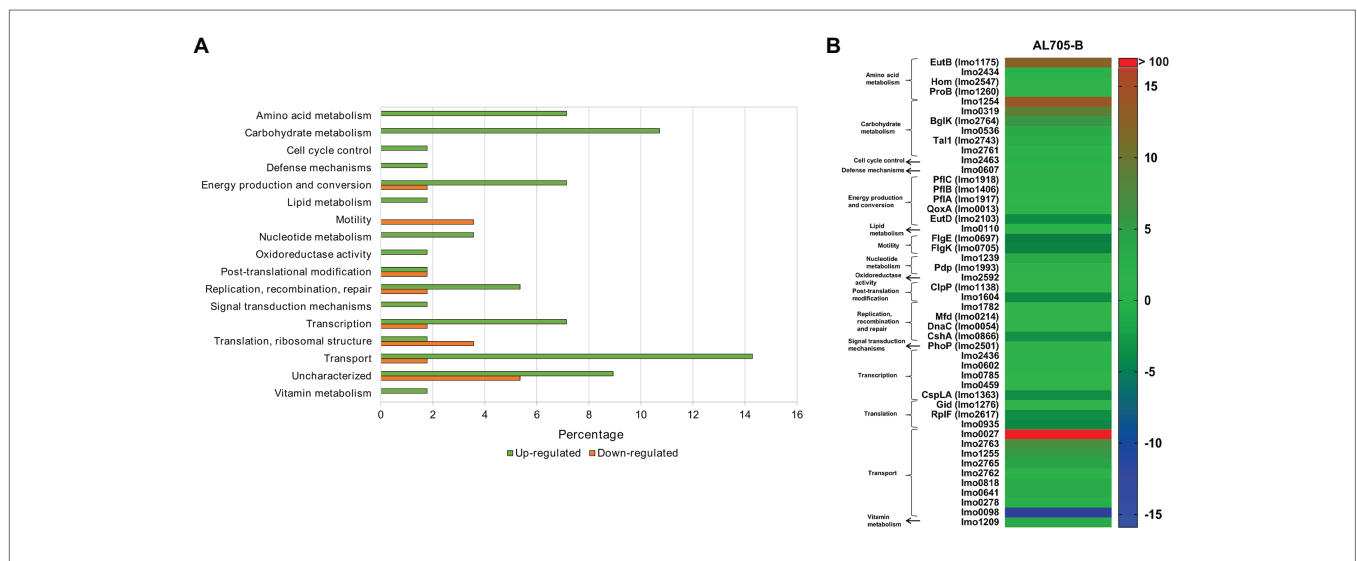 A
Amino acid metabolism
Carbohydrate metabolism
Cell cycle control
Defense mechanisms
Energy production and conversion
Lipid metabolism
Motility
Nucleotide metabolism
Oxidoreductase activity
Post-translational modification
Replication, recombination, repair
Signal transduction mechanisms
Transcription
Translation, ribosomal structure
Transport
Uncharacterized
Vitamin metabolism
0 2 4 6 8 10 12 14 16
Percentage
Up-regulated Down-regulated
B
AL705-B
Amino acid
metabolism
Carbohydrate
metabolism
Cell cycle control
Defense mechanisms
Energy production
and conversion
Lipid
metabolism
Motility
Nucleotide
metabolism
Oxidoreductase
activity
Post-translation
modification
Replication,
recombination
and repair
Signal transduction
mechanisms
Transcription
Translation
Transport
Vitamin
metabolism
EutB (lmo1175)
lmo2434
Hom (lmo2547)
ProB (lmo1260)
lmo1254
lmo0319
BglK (lmo2764)
lmo0536
Tal1 (lmo2743)
lmo2761
lmo2463
lmo0607
PflC (lmo1918)
PflB (lmo1406)
PflA (lmo1917)
QoxA (lmo0013)
EutD (lmo2103)
lmo0110
FlgE (lmo0697)
FlgK (lmo0705)
lmo1239
Pdp (lmo1993)
lmo2592
ClpP (lmo1138)
lmo1604
lmo1782
Mfd (lmo0214)
DnaC (lmo0054)
CshA (lmo0866)
PhoP (lmo2501)
lmo2436
lmo0602
lmo0785
lmo0459
CspLA (lmo1363)
Gid (lmo1276)
RplF (lmo2617)
lmo0935
lmo0027
lmo2763
lmo1255
lmo2765
lmo2762
lmo0818
lmo0641
lmo0278
lmo0098
lmo1209
> 100
15
10
5
0
-5
-10
-15